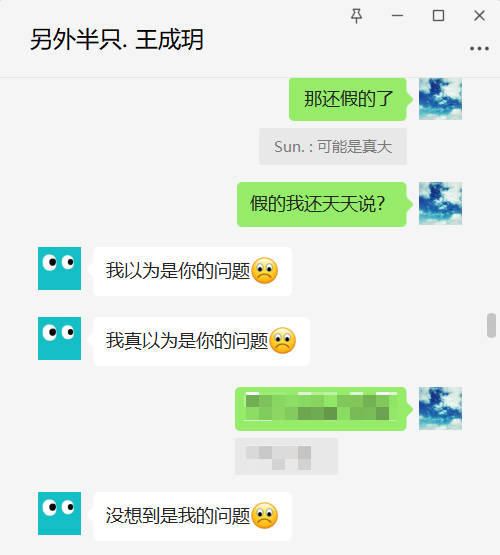 另外半只. 王成玥
那还假的了
Sun. : 可能是真大
假的我还天天说?
我以为是你的问题☹️
我真以为是你的问题☹️
没想到是我的问题☹️